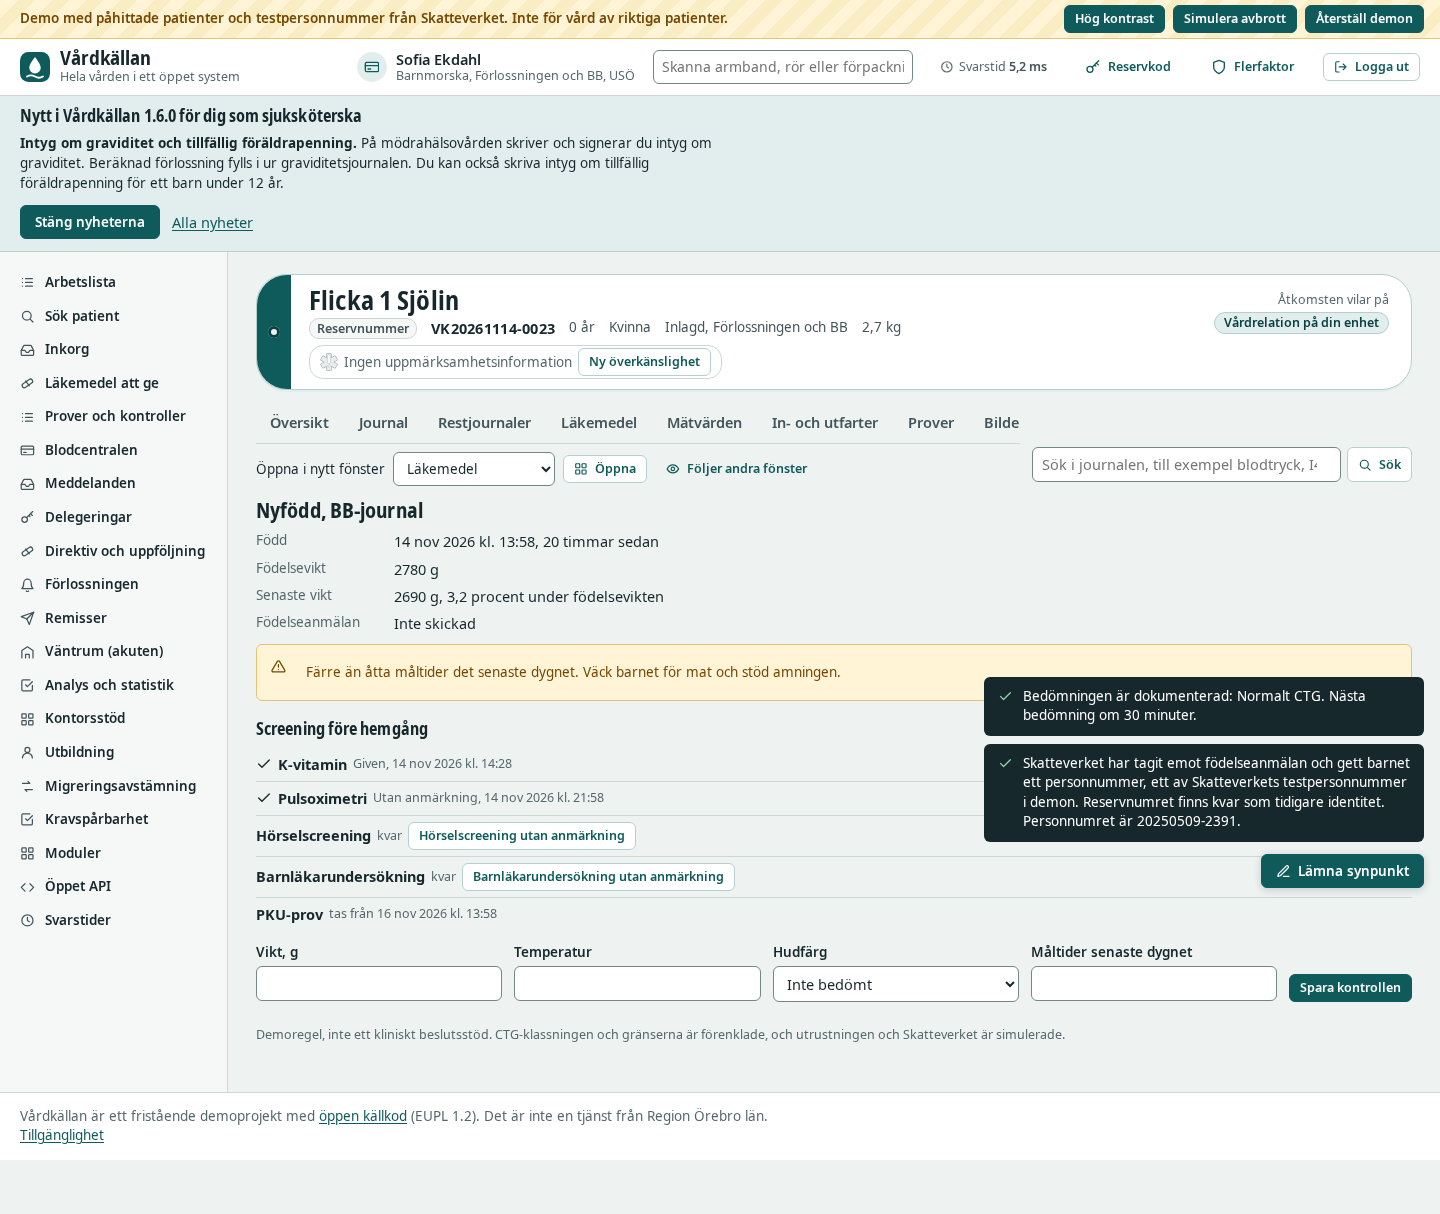 Demo med påhittade patienter och testpersonnummer från Skatteverket. Inte för vård av riktiga patienter.
Hög kontrast
Simulera avbrott
Återställ demon
Vårdkällan
Hela vården i ett öppet system
Sofia Ekdahl
Barnmorska, Förlossningen och BB, USÖ
Skanna armband, rör eller förpackni
Svarstid 5,2 ms
Reservkod
Flerfaktor
Logga ut
Nytt i Vårdkällan 1.6.0 för dig som sjuksköterska
Intyg om graviditet och tillfällig föräldrapenning. På mödrahälsovården skriver och signerar du intyg om
graviditet. Beräknad förlossning fylls i ur graviditetsjournalen. Du kan också skriva intyg om tillfällig
föräldrapenning för ett barn under 12 år.
Stäng nyheterna
Alla nyheter
Arbetslista
Sök patient
Inkorg
Läkemedel att ge
Prover och kontroller
Blodcentralen
Meddelanden
Delegeringar
Direktiv och uppföljning
Förlossningen
Remisser
Väntrum (akuten)
Analys och statistik
Kontorsstöd
Utbildning
Migreringsavstämning
Kravspårbarhet
Moduler
Öppet API
Svarstider
Flicka 1 Sjölin
Reservnummer
VK20261114-0023
0 år
Kvinna
Inlagd, Förlossningen och BB
2,7 kg
Ingen uppmärksamhetsinformation
Ny överkänslighet
Åtkomsten vilar på
Vårdrelation på din enhet
Översikt
Journal
Restjournaler
Läkemedel
Mätvärden
In- och utfarter
Prover
Bilde
Öppna i nytt fönster
Läkemedel
Öppna
Följer andra fönster
Sök i journalen, till exempel blodtryck, I4
Sök
Nyfödd, BB-journal
Född
14 nov 2026 kl. 13:58, 20 timmar sedan
Födelsevikt
2780 g
Senaste vikt
2690 g, 3,2 procent under födelsevikten
Födelseanmälan
Inte skickad
Färre än åtta måltider det senaste dygnet. Väck barnet för mat och stöd amningen.
Screening före hemgång
K-vitamin Given, 14 nov 2026 kl. 14:28
Pulsoximetri Utan anmärkning, 14 nov 2026 kl. 21:58
Hörselscreening kvar
Hörselscreening utan anmärkning
Barnläkarundersökning kvar
Barnläkarundersökning utan anmärkning
PKU-prov tas från 16 nov 2026 kl. 13:58
Bedömningen är dokumenterad: Normalt CTG. Nästa
bedömning om 30 minuter.
Skatteverket har tagit emot födelseanmälan och gett barnet
ett personnummer, ett av Skatteverkets testpersonnummer
i demon. Reservnumret finns kvar som tidigare identitet.
Personnumret är 20250509-2391.
Lämna synpunkt
Vikt, g
Temperatur
Hudfärg
Måltider senaste dygnet
Inte bedömt
Spara kontrollen
Demoregel, inte ett kliniskt beslutsstöd. CTG-klassningen och gränserna är förenklade, och utrustningen och Skatteverket är simulerade.
Vårdkällan är ett fristående demoprojekt med öppen källkod (EUPL 1.2). Det är inte en tjänst från Region Örebro län.
Tillgänglighet